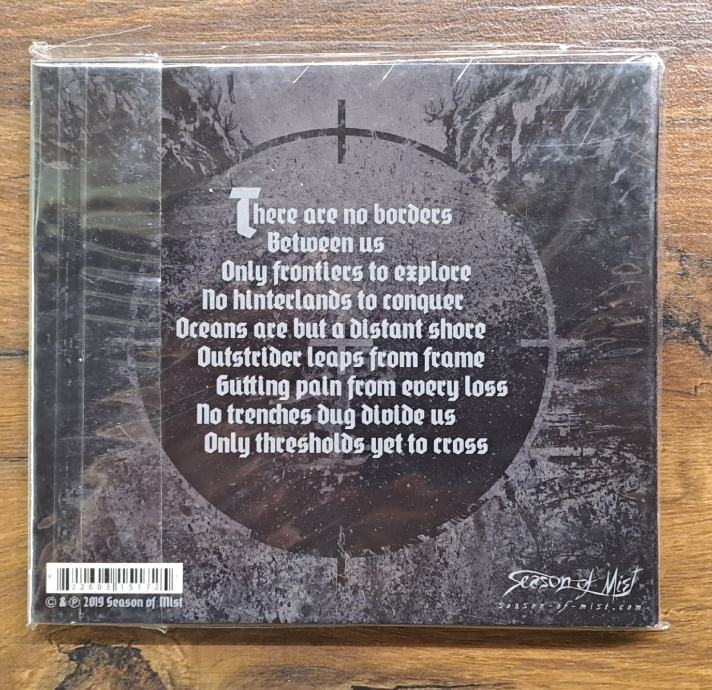 There are no borders
Between us
Only frontiers to explore
No hinterlands to conquer
Oceans are but a distant shore
Outstrider leaps from frame
Gutting pain from every loss
No trenches dug divide us
Only thresholds yet to cross
22603 15172
© & ℗ 2019 Season of Mist
Season of Mist
season-of-mist.com